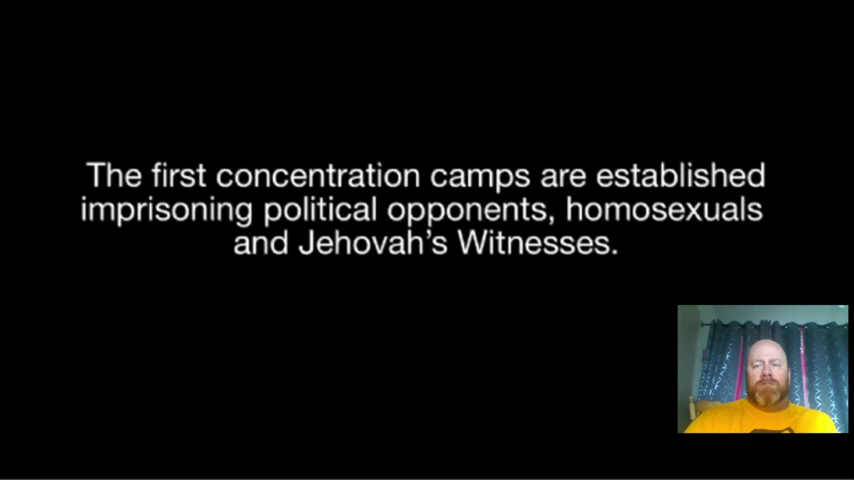 The first concentration camps are established
imprisoning political opponents, homosexuals
and Jehovah’s Witnesses.